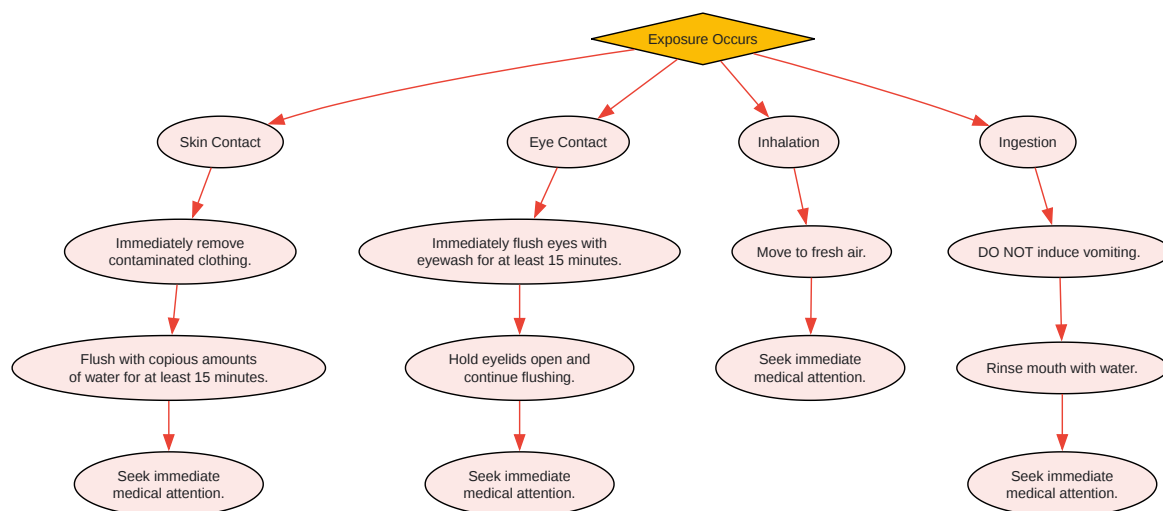 Exposure Occurs
Skin Contact
Eye Contact
Inhalation
Ingestion
Immediately remove
contaminated clothing.
Immediately flush eyes with
eyewash for at least 15 minutes.
Move to fresh air.
DO NOT induce vomiting.
Flush with copious amounts
of water for at least 15 minutes.
Hold eyelids open and
continue flushing.
Seek immediate
medical attention.
Rinse mouth with water.
Seek immediate
medical attention.
Seek immediate
medical attention.
Seek immediate
medical attention.